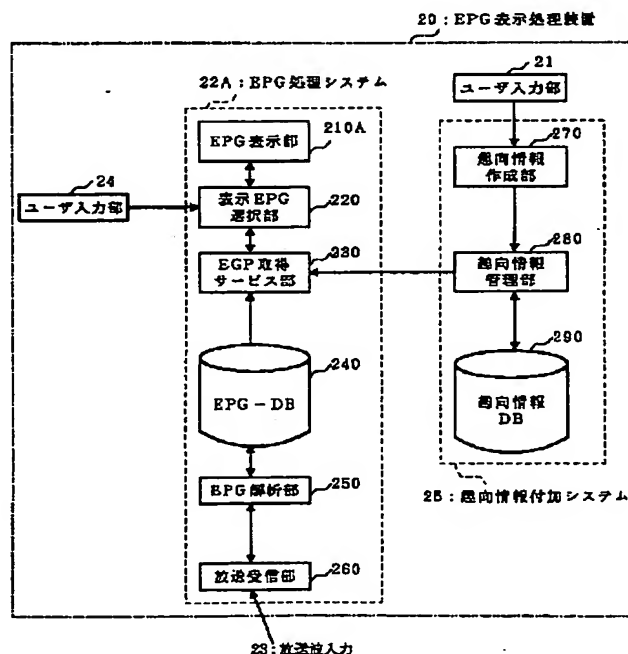 20：EPG表示処理装置
22A：EPG処理システム
21
ユーザ入力部
EPG表示部
210A
270
趣向情報
作成部
24
ユーザ入力部
表示EPG
選択部
220
EGP取得
サービス部
230
280
趣向情報
管理部
EPG－DB
240
290
趣向情報
DB
EPG解析部
250
25：趣向情報付加システム
放送受信部
260
23：放送波入力